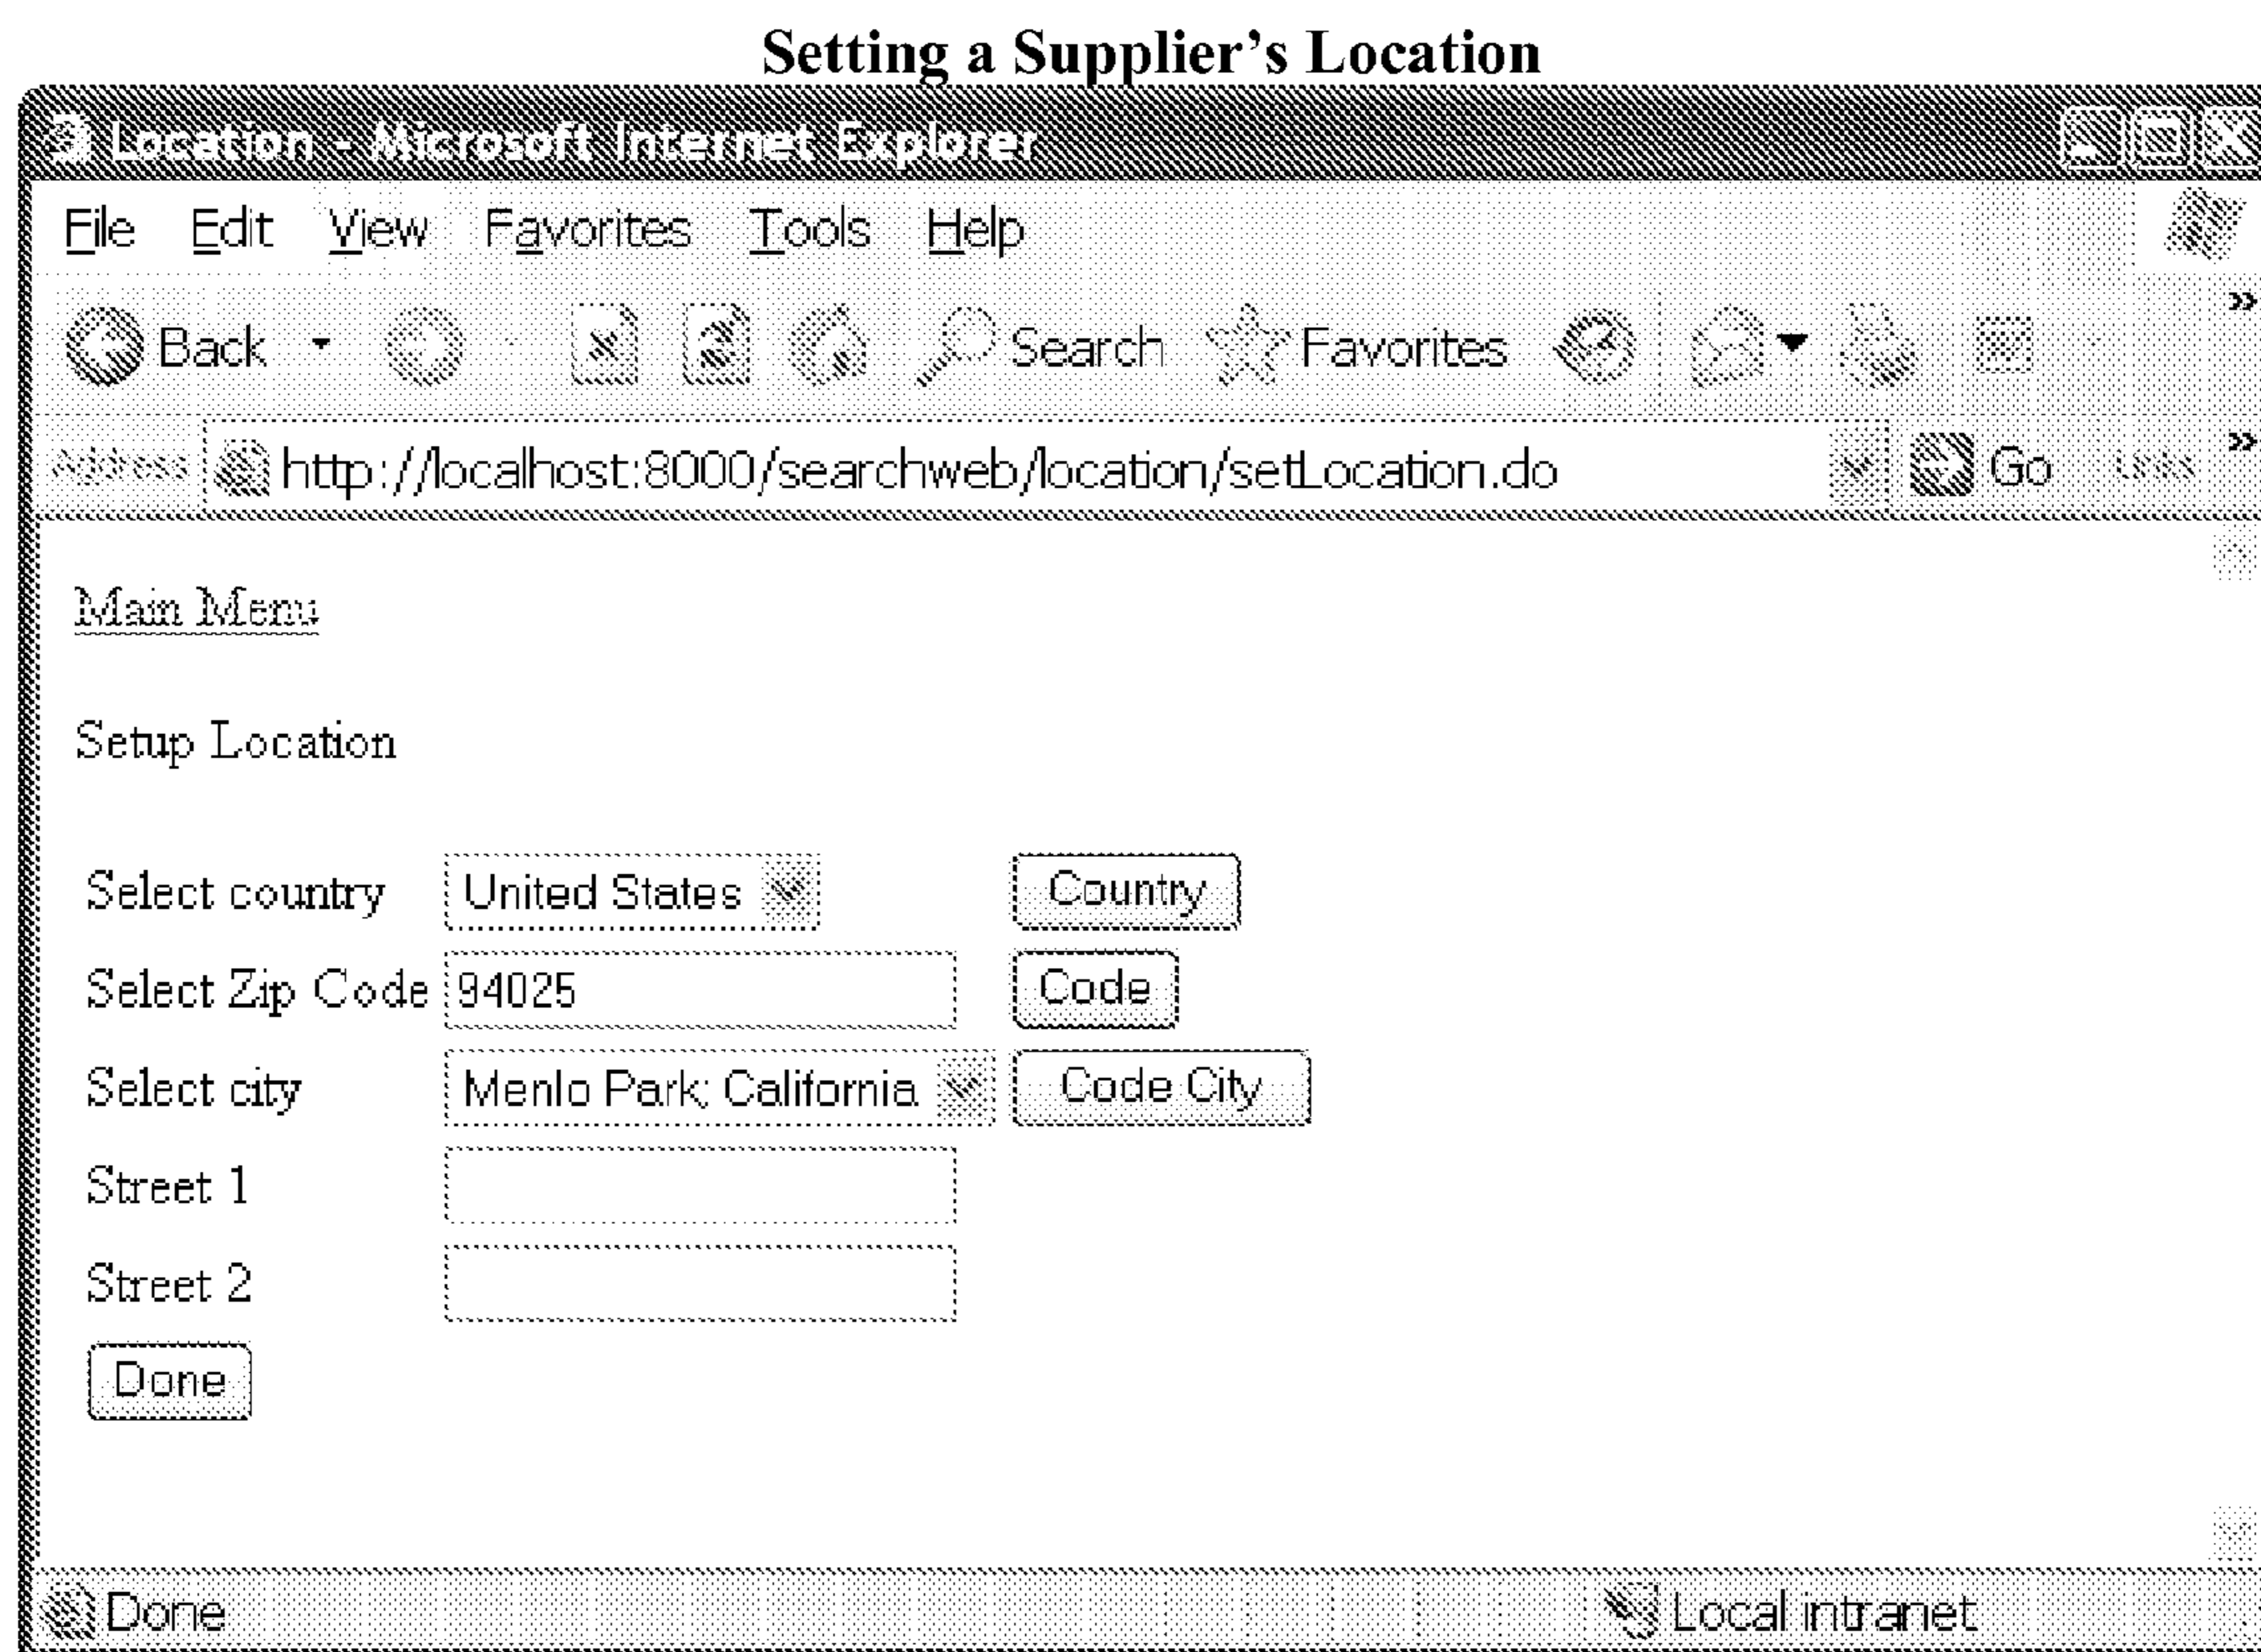 Setting a Supplier's Location
Location - Microsoft Internet Explorer
File Edit View Favorites Tools Help
Back Search Favorites »
Address http://localhost:8000/searchweb/location/setLocation.do Go Links »
Main Menu
Setup Location
Select country United States Country
Select Zip Code 94025 Code
Select city Menlo Park; California Code City
Street 1
Street 2
Done
Done Local intranet